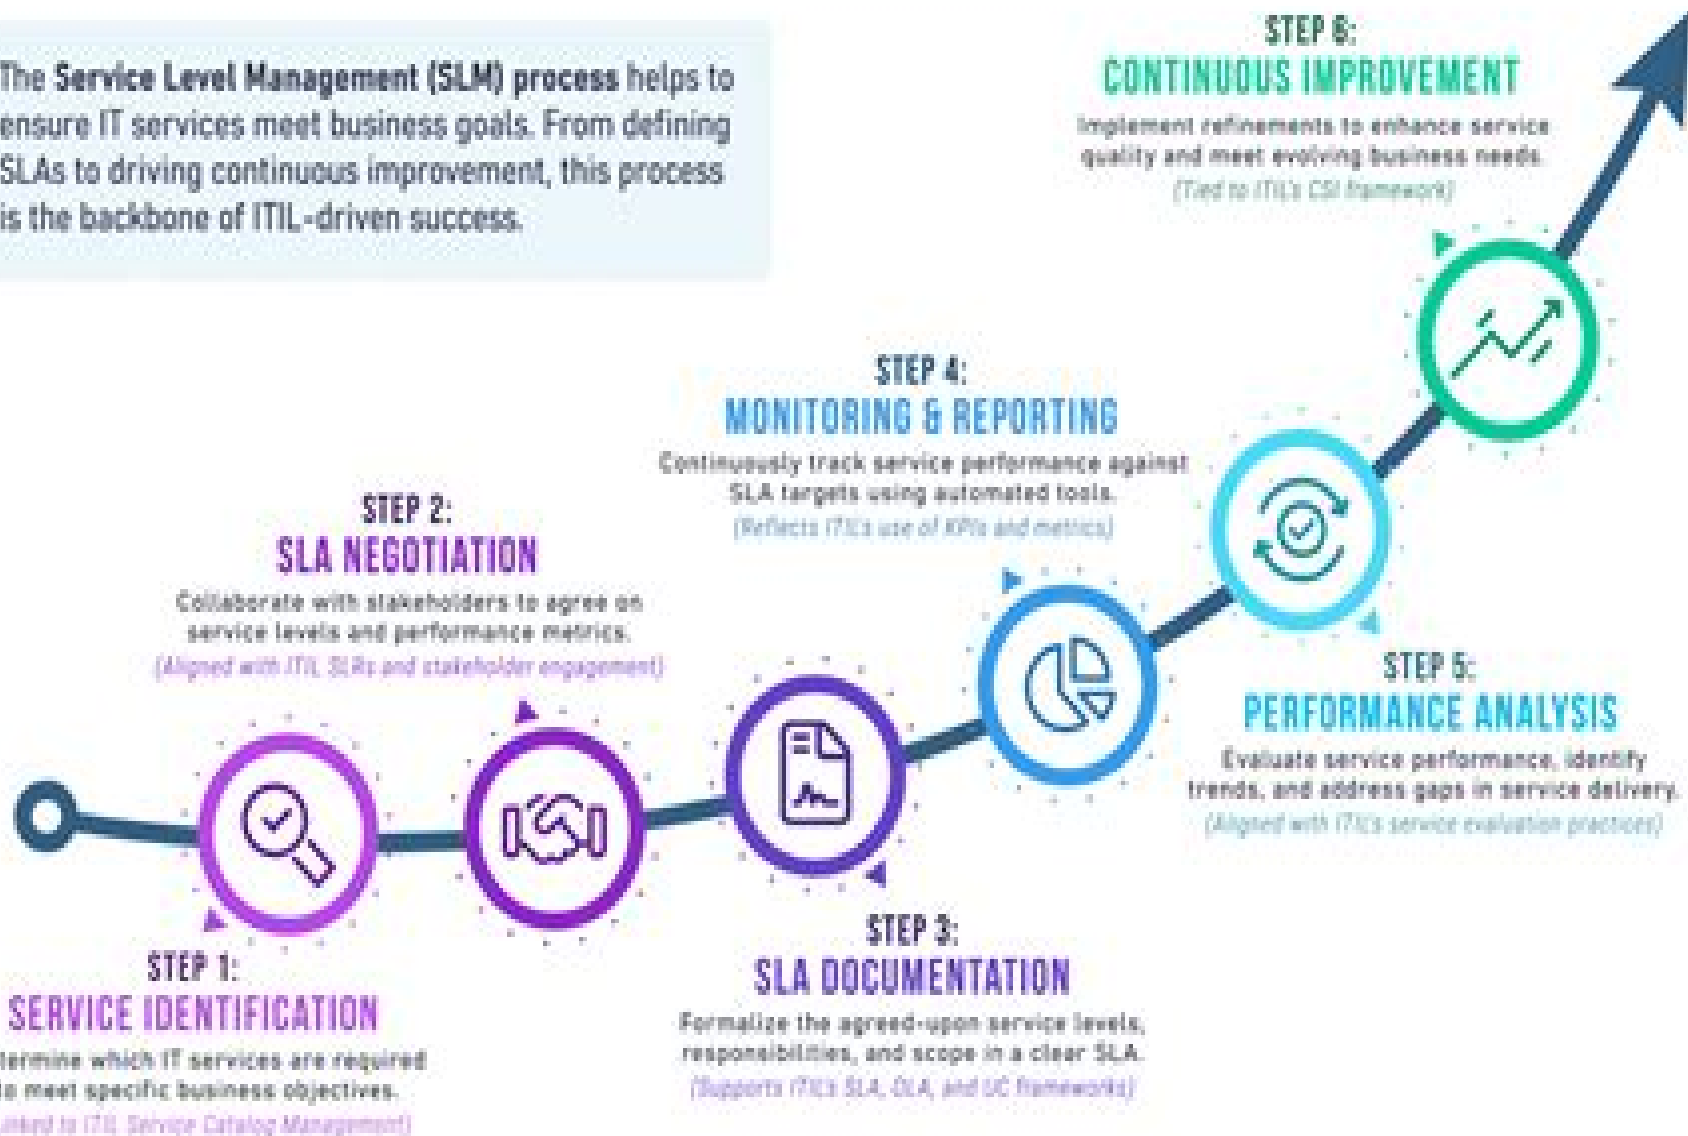 The Service Level Management (SLM) process helps to
ensure IT services meet business goals. From defining
SLAs to driving continuous improvement, this process
is the backbone of ITIL-driven success.
STEP 1:
SERVICE IDENTIFICATION
termine which IT services are required
to meet specific business objectives.
inked to ITIL Service Catalog Management)
STEP 2:
SLA NEGOTIATION
Collaborate with stakeholders to agree on
service levels and performance metrics.
(Aligned with ITIL SLRs and stakeholder engagement)
STEP 3:
SLA DOCUMENTATION
Formalize the agreed-upon service levels,
responsibilities, and scope in a clear SLA.
(Supports ITIL's SLA, OLA, and UC frameworks)
STEP 4:
MONITORING & REPORTING
Continuously track service performance against
SLA targets using automated tools.
(Reflects ITIL's use of KPIs and metrics)
STEP 5:
PERFORMANCE ANALYSIS
Evaluate service performance, identify
trends, and address gaps in service delivery.
(Aligned with ITIL's service evaluation practices)
STEP 6:
CONTINUOUS IMPROVEMENT
Implement refinements to enhance service
quality and meet evolving business needs.
(Tied to ITIL's CSI framework)